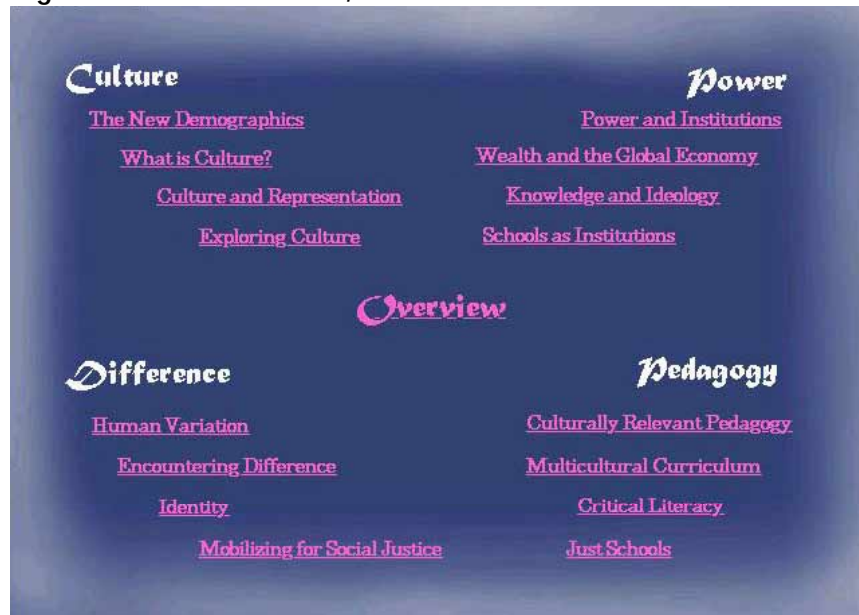 Culture
The New Demographics
What is Culture?
Culture and Representation
Exploring Culture
Power
Power and Institutions
Wealth and the Global Economy
Knowledge and Ideology
Schools as Institutions
Overview
Difference
Human Variation
Encountering Difference
Identity
Mobilizing for Social Justice
Pedagogy
Culturally Relevant Pedagogy
Multicultural Curriculum
Critical Literacy
Just Schools